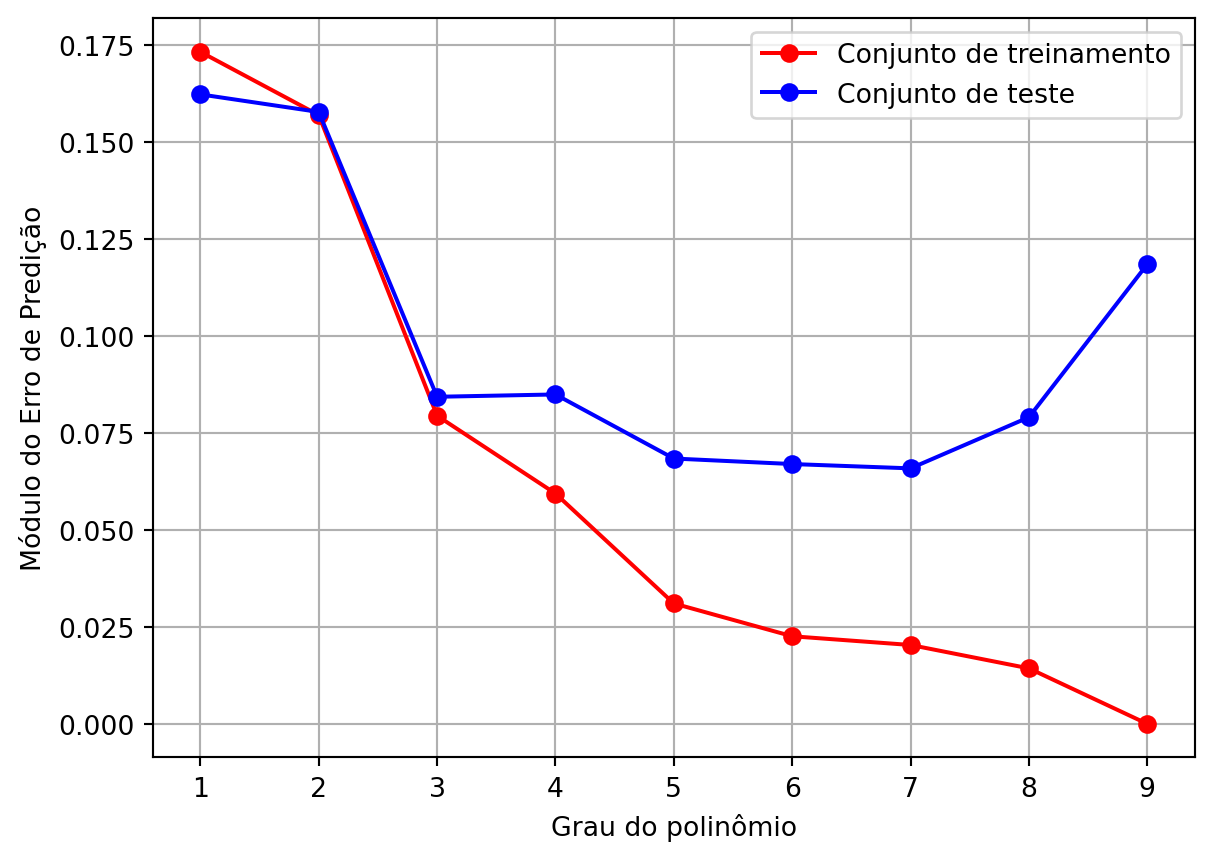 Conjunto de treinamento
Conjunto de teste
0.175
0.150
0.125
0.100
0.075
0.050
0.025
0.000
Módulo do Erro de Predição
1 2 3 4 5 6 7 8 9
Grau do polinômio